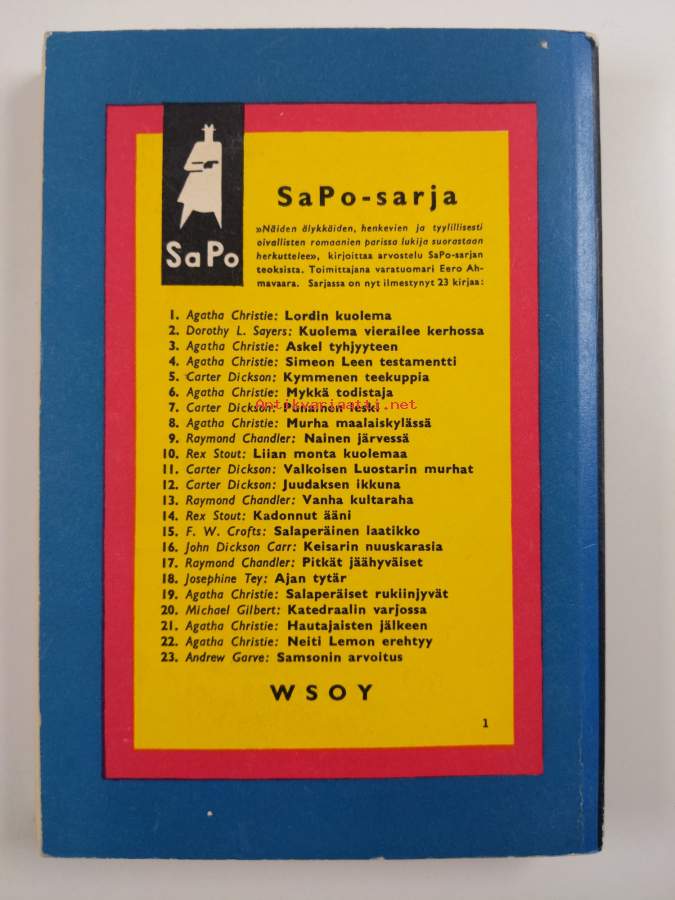 SaPo
SaPo-sarja
»Näiden älykkäiden, henkevien ja tyylillisesti
oivallisten romaanien parissa lukija suorastaan
herkuttelee», kirjoittaa arvostelu SaPo-sarjan
teoksista. Toimittajana varatuomari Eero Ah-
mavaara. Sarjassa on nyt ilmestynyt 23 kirjaa:
1. Agatha Christie: Lordin kuolema
2. Dorothy L. Sayers: Kuolema vierailee kerhossa
3. Agatha Christie: Askel tyhjyyteen
4. Agatha Christie: Simeon Leen testamentti
5. Carter Dickson: Kymmenen teekuppia
6. Agatha Christie: Mykkä todistaja
Antikvariaatti.net
7. Carter Dickson: Punainen leski
8. Agatha Christie: Murha maalaiskylässä
9. Raymond Chandler: Nainen järvessä
10. Rex Stout: Liian monta kuolemaa
11. Carter Dickson: Valkoisen Luostarin murhat
12. Carter Dickson: Juudaksen ikkuna
13. Raymond Chandler: Vanha kultaraha
14. Rex Stout: Kadonnut ääni
15. F. W. Crofts: Salaperäinen laatikko
16. John Dickson Carr: Keisarin nuuskarasia
17. Raymond Chandler: Pitkät jäähyväiset
18. Josephine Tey: Ajan tytär
19. Agatha Christie: Salaperäiset rukiinjyvät
20. Michael Gilbert: Katedraalin varjossa
21. Agatha Christie: Hautajaisten jälkeen
22. Agatha Christie: Neiti Lemon erehtyy
23. Andrew Garve: Samsonin arvoitus
WSOY
1